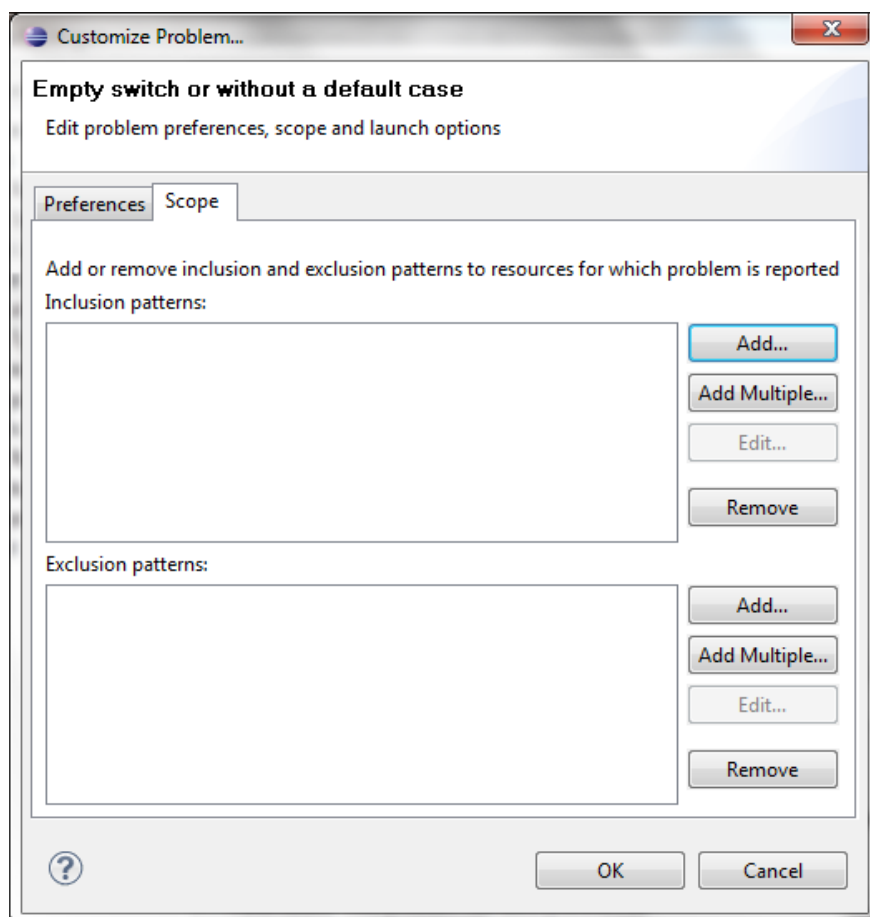 Customize Problem...
X
Empty switch or without a default case
Edit problem preferences, scope and launch options
Preferences Scope
Add or remove inclusion and exclusion patterns to resources for which problem is reported
Inclusion patterns:
Add...
Add Multiple...
Edit...
Remove
Exclusion patterns:
Add...
Add Multiple...
Edit...
Remove
? OK Cancel